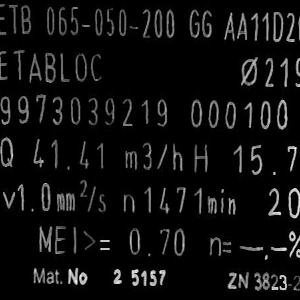 ETB 065-050-200 GG AA11D2
ETABLOC Ø219
9973039219 000100
Q 41.41 m3/h H 15.7
v1.0mm²/s n1471min 20
MEI>= 0.70 n=—.-%
Mat. No 2 5157 ZN 3823-2